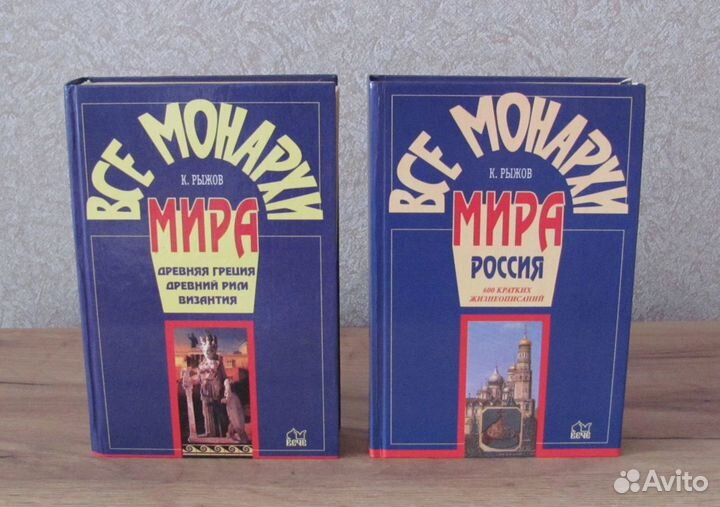 ВСЕ МОНАРХИ
К. РЫЖОВ
МИРА
ДРЕВНЯЯ ГРЕЦИЯ
ДРЕВНИЙ РИМ
ВИЗАНТИЯ
ВЕЧЕ
ВСЕ МОНАРХИ
К. РЫЖОВ
МИРА
РОССИЯ
600 КРАТКИХ
ЖИЗНЕОПИСАНИЙ
ВЕЧЕ
Avito